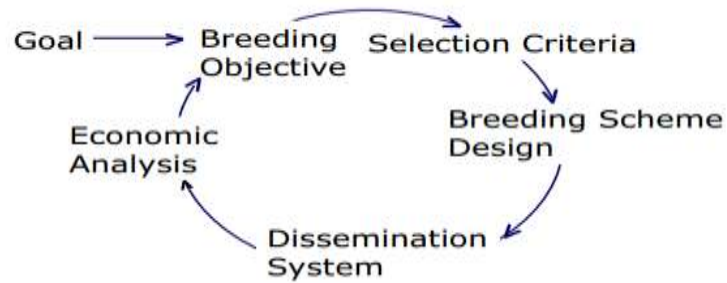 Goal
Breeding
Objective
Selection Criteria
Breeding Scheme
Design
Dissemination
System
Economic
Analysis